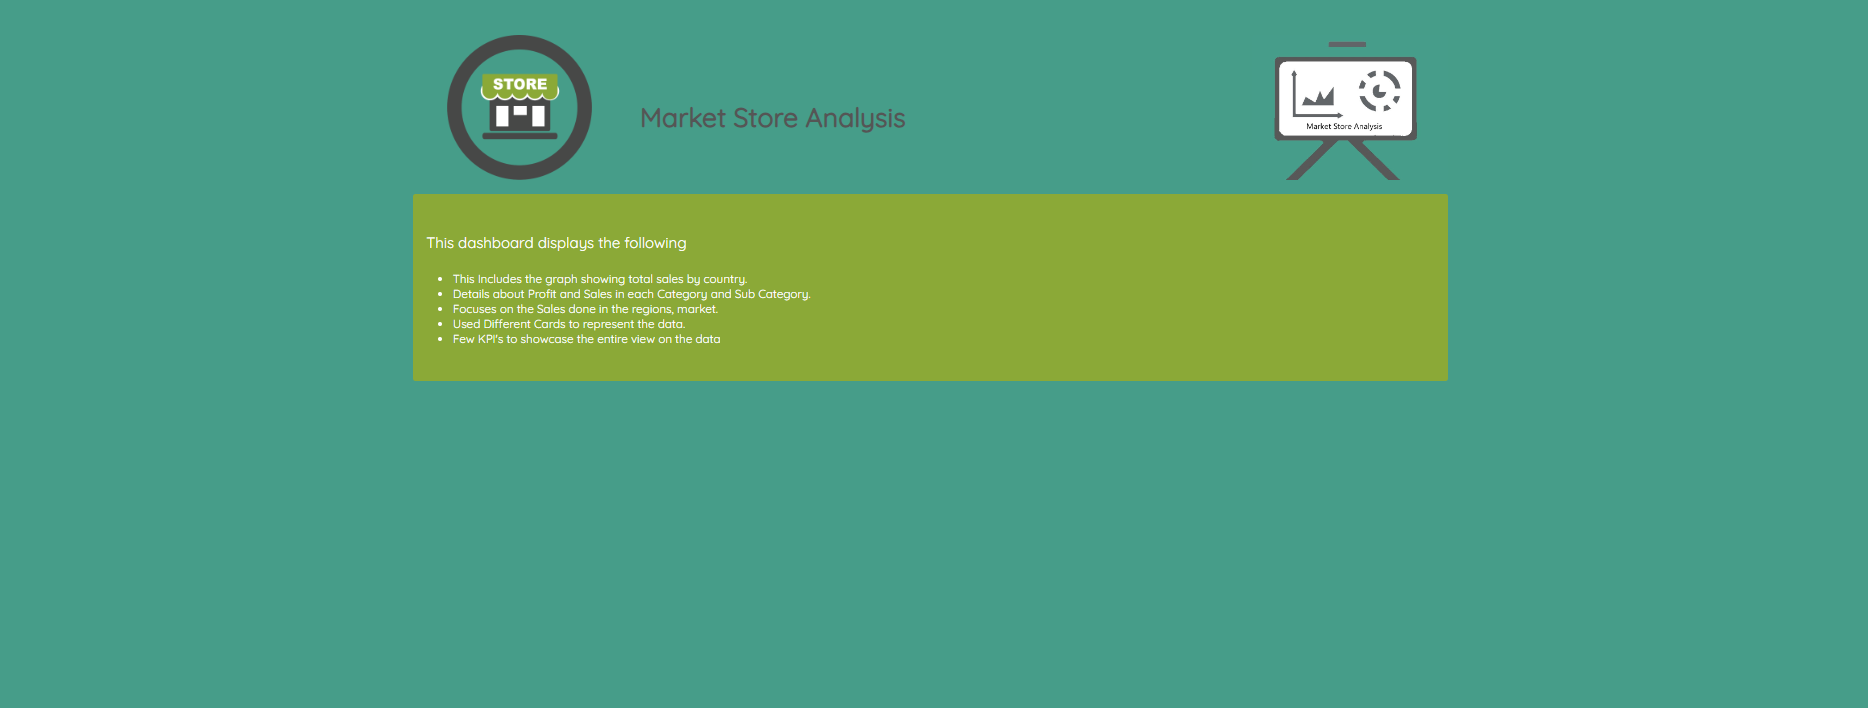 STORE
Market Store Analysis
Market Store Analysis
This dashboard displays the following
This Includes the graph showing total sales by country.
Details about Profit and Sales in each Category and Sub Category.
Focuses on the Sales done in the regions, market.
Used Different Cards to represent the data.
Few KPI's to showcase the entire view on the data